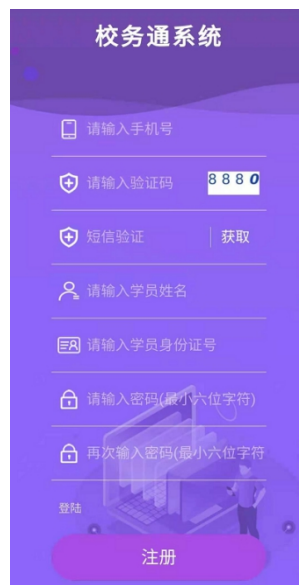 校务通系统
请输入手机号
请输入验证码 8880
短信验证 获取
请输入学员姓名
请输入学员身份证号
请输入密码(最小六位字符)
再次输入密码(最小六位字符
登陆
注册